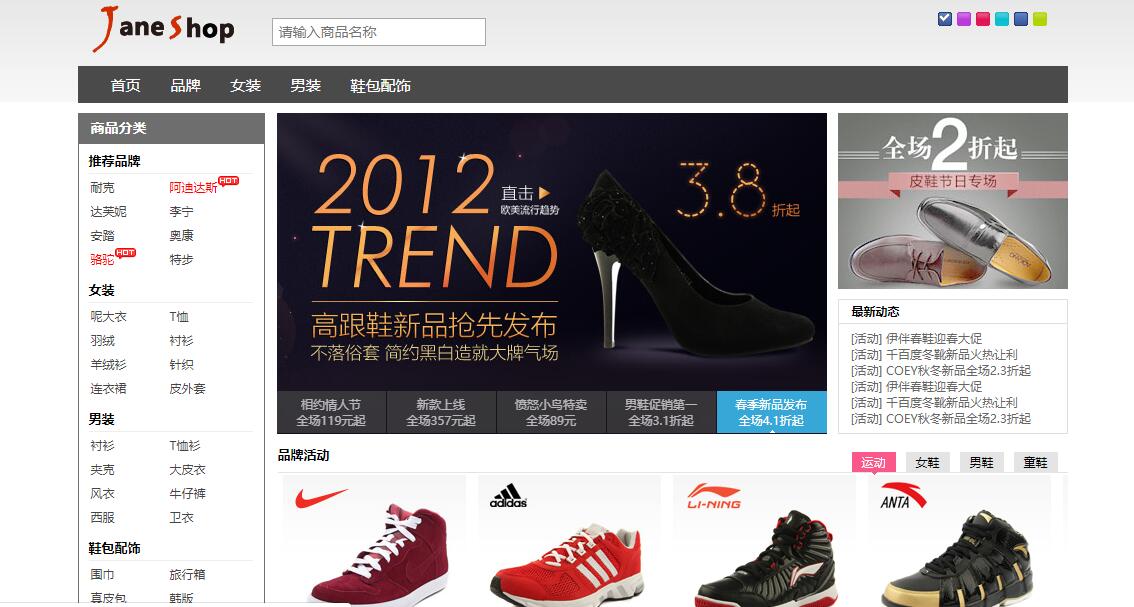 Jane Shop
请输入商品名称
首页 品牌 女装 男装 鞋包配饰
商品分类
推荐品牌
耐克 阿迪达斯 HOT
达芙妮 李宁
安踏 奥康
骆驼 HOT 特步
女装
呢大衣 T恤
羽绒 衬衫
羊绒衫 针织
连衣裙 皮外套
男装
衬衫 T恤衫
夹克 大皮衣
风衣 牛仔裤
西服 卫衣
鞋包配饰
围巾 旅行箱
真皮包 韩版
2012
直击
欧美流行趋势
TREND
3.8折起
高跟鞋新品抢先发布
不落俗套 简约黑白造就大牌气场
相约情人节
全场119元起
新款上线
全场357元起
愤怒小鸟特卖
全场89元
男鞋促销第一
全场3.1折起
春季新品发布
全场4.1折起
全场2折起
皮鞋节日专场
最新动态
[活动] 伊伴春鞋迎春大促
[活动] 千百度冬靴新品火热让利
[活动] COEY秋冬新品全场2.3折起
[活动] 伊伴春鞋迎春大促
[活动] 千百度冬靴新品火热让利
[活动] COEY秋冬新品全场2.3折起
品牌活动
运动 女鞋 男鞋 童鞋
adidas
LI-NING
ANTA